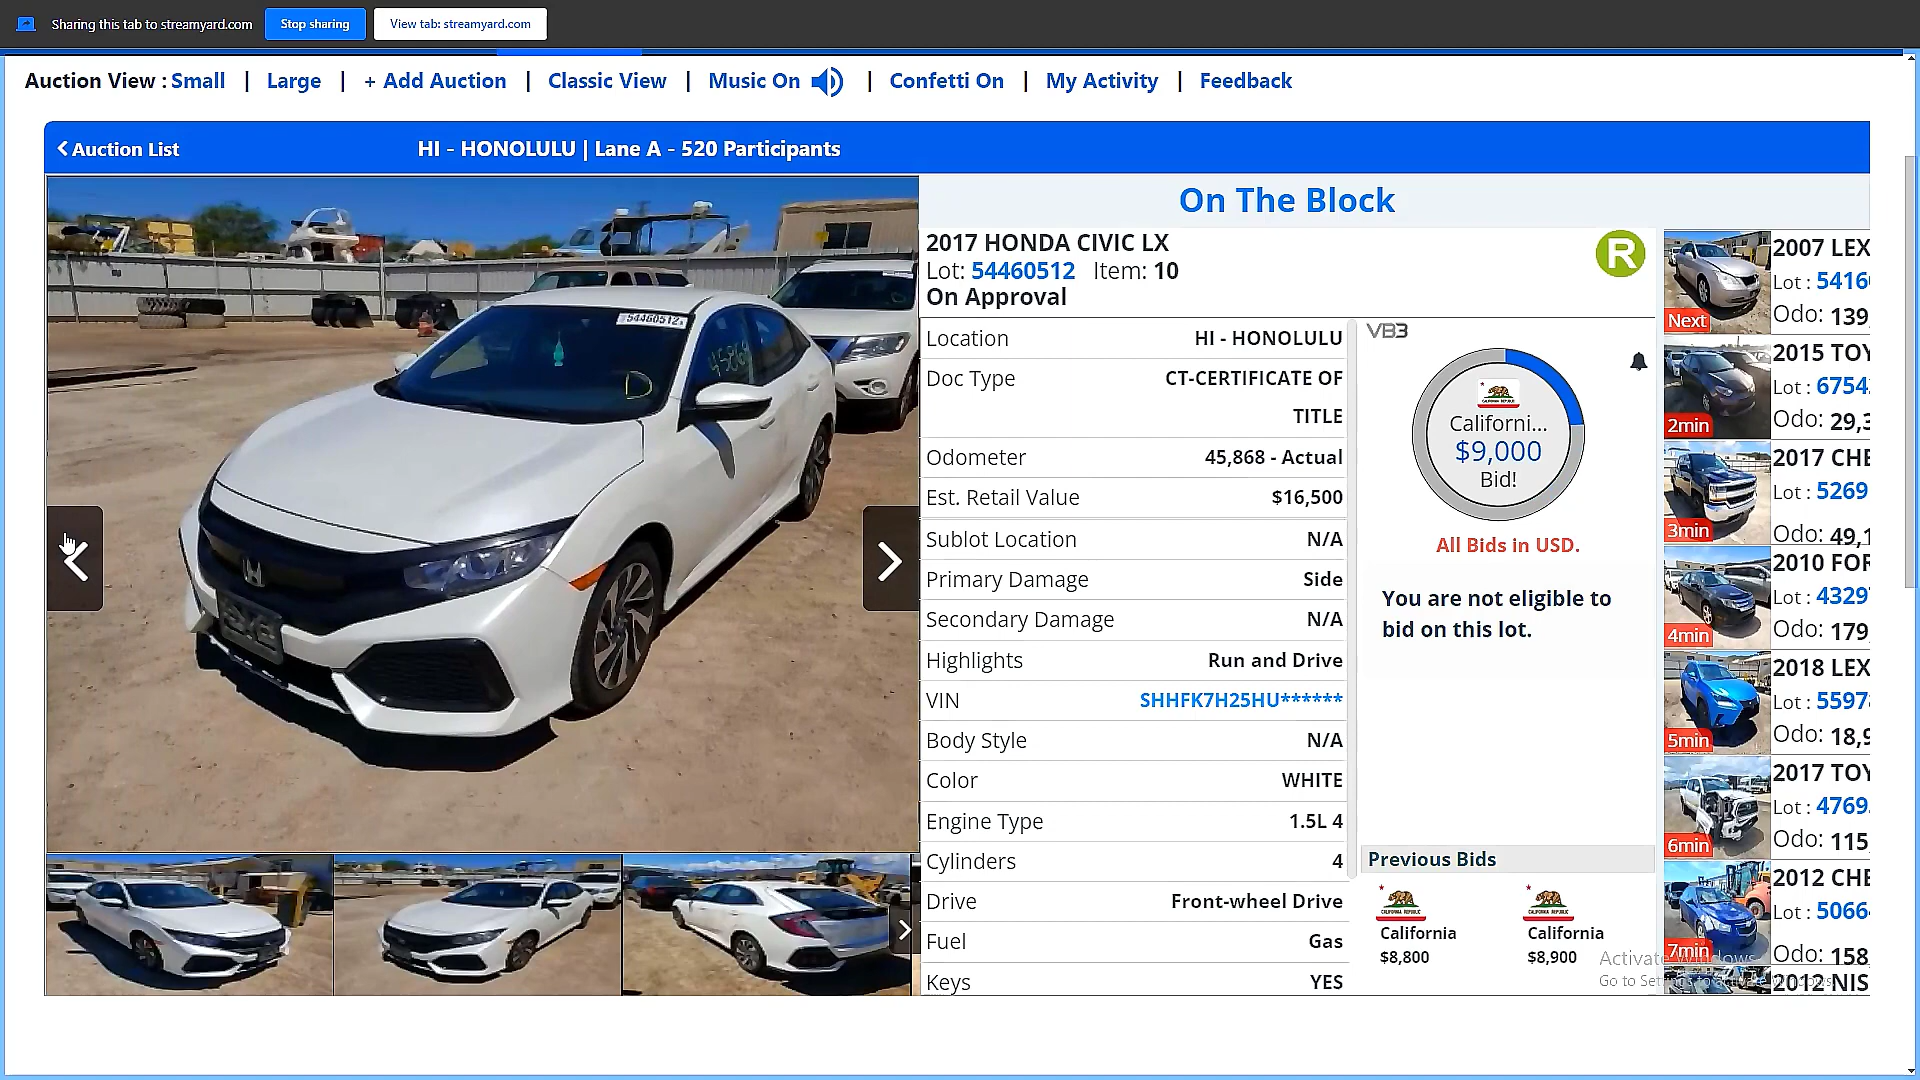 Sharing this tab to streamyard.com
Stop sharing
View tab: streamyard.com
Auction View : Small | Large | + Add Auction | Classic View | Music On | Confetti On | My Activity | Feedback
Auction List
HI - HONOLULU | Lane A - 520 Participants
On The Block
2017 HONDA CIVIC LX
Lot: 54460512 Item: 10
On Approval
R
Location HI - HONOLULU
Doc Type CT-CERTIFICATE OF
TITLE
Odometer 45,868 - Actual
Est. Retail Value $16,500
Sublot Location N/A
Primary Damage Side
Secondary Damage N/A
Highlights Run and Drive
VIN SHHFK7H25HU******
Body Style N/A
Color WHITE
Engine Type 1.5L 4
Cylinders 4
Drive Front-wheel Drive
Fuel Gas
Keys YES
VB3
Californi...
$9,000
Bid!
All Bids in USD.
You are not eligible to
bid on this lot.
Previous Bids
California
$8,800
California
$8,900
2007 LEX
Lot : 5416
Odo: 139
Next
2015 TOY
Lot : 6754
Odo: 29,3
2min
2017 CHE
Lot : 5269
Odo: 49,1
3min
2010 FOR
Lot : 4329
Odo: 179
4min
2018 LEX
Lot : 5597
Odo: 18,9
5min
2017 TOY
Lot : 4769
Odo: 115
6min
2012 CHE
Lot : 5066
Odo: 158
7min
2012 NIS
Activate Windows
Go to Settings to activate Windows.
54460512